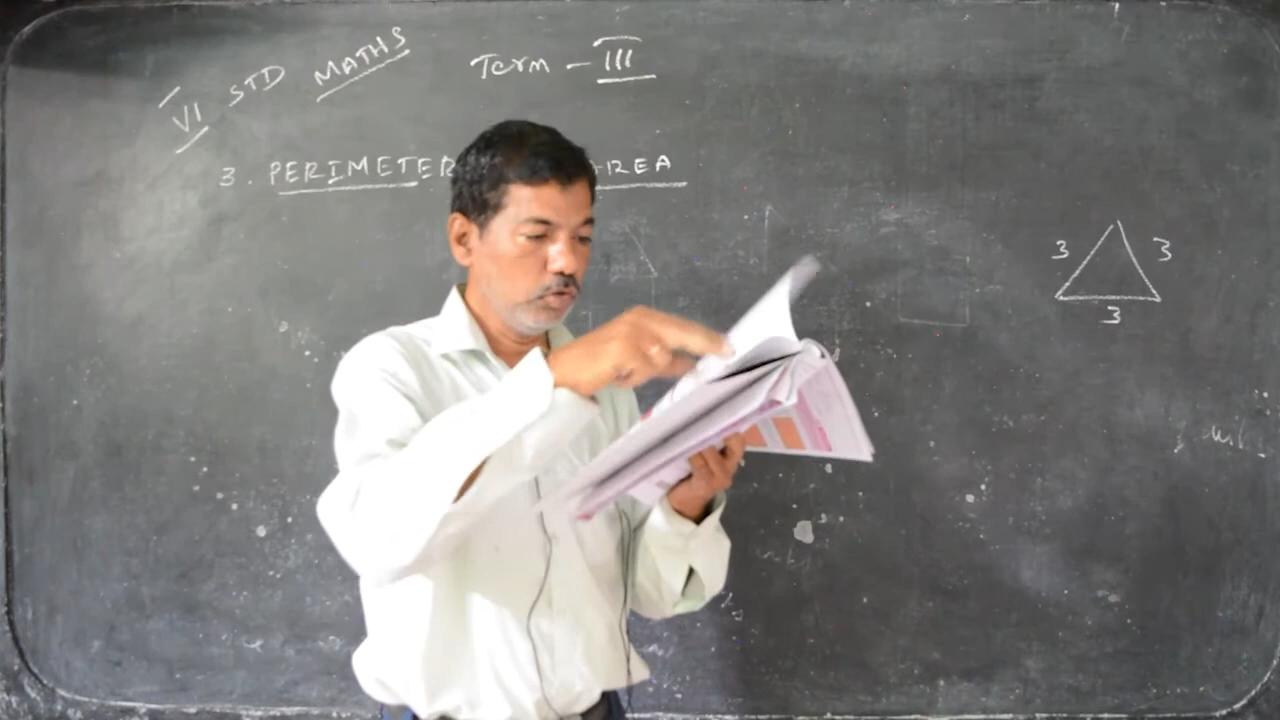 VI STD MATHS
Term - III
3. PERIMETER REA
3
3
3